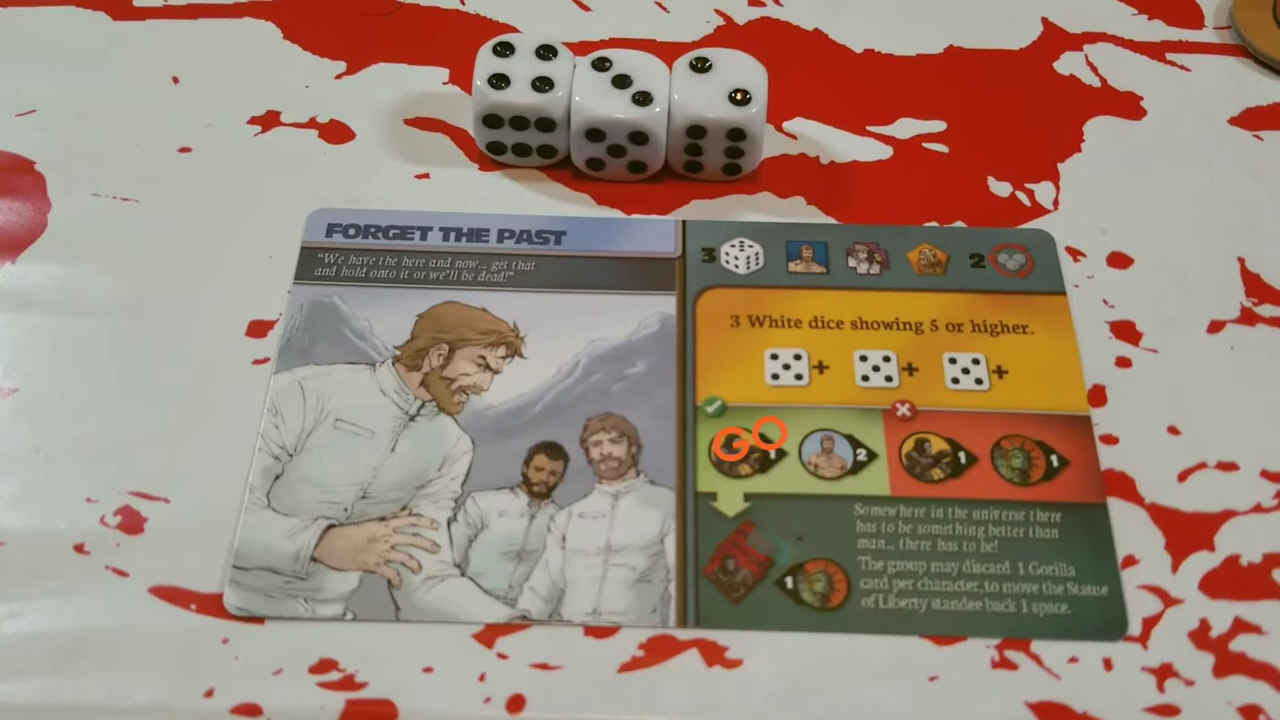 FORGET THE PAST
"We have the here and now... get that
and hold onto it or we'll be dead!"
3
2
3 White dice showing 5 or higher.
+ + +
1 2 1 1
Somewhere in the universe there
has to be something better than
man... there has to be!
1
The group may discard 1 Gorilla
card per character, to move the Statue
of Liberty standee back 1 space.